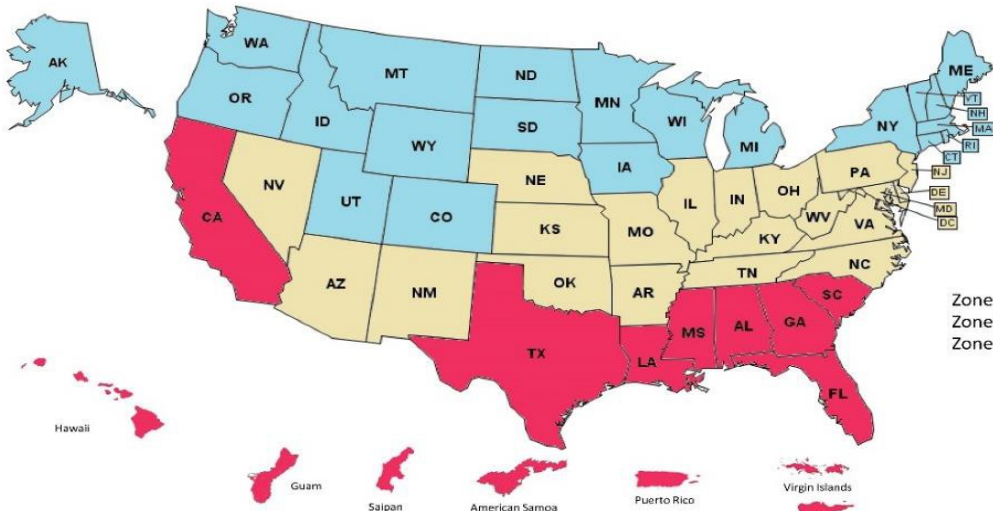 AK
WA
MT
ND
MN
ME
VT
NH
MA
RI
CT
OR
ID
SD
WI
MI
NY
WY
IA
NE
PA
NJ
NV
UT
CO
IL
IN
OH
DE
MD
DC
CA
KS
MO
WV
VA
KY
AZ
NM
OK
AR
TN
NC
SC
Zone
Zone
Zone
TX
LA
MS
AL
GA
FL
Hawaii
Guam
Saipan
American Samoa
Puerto Rico
Virgin Islands